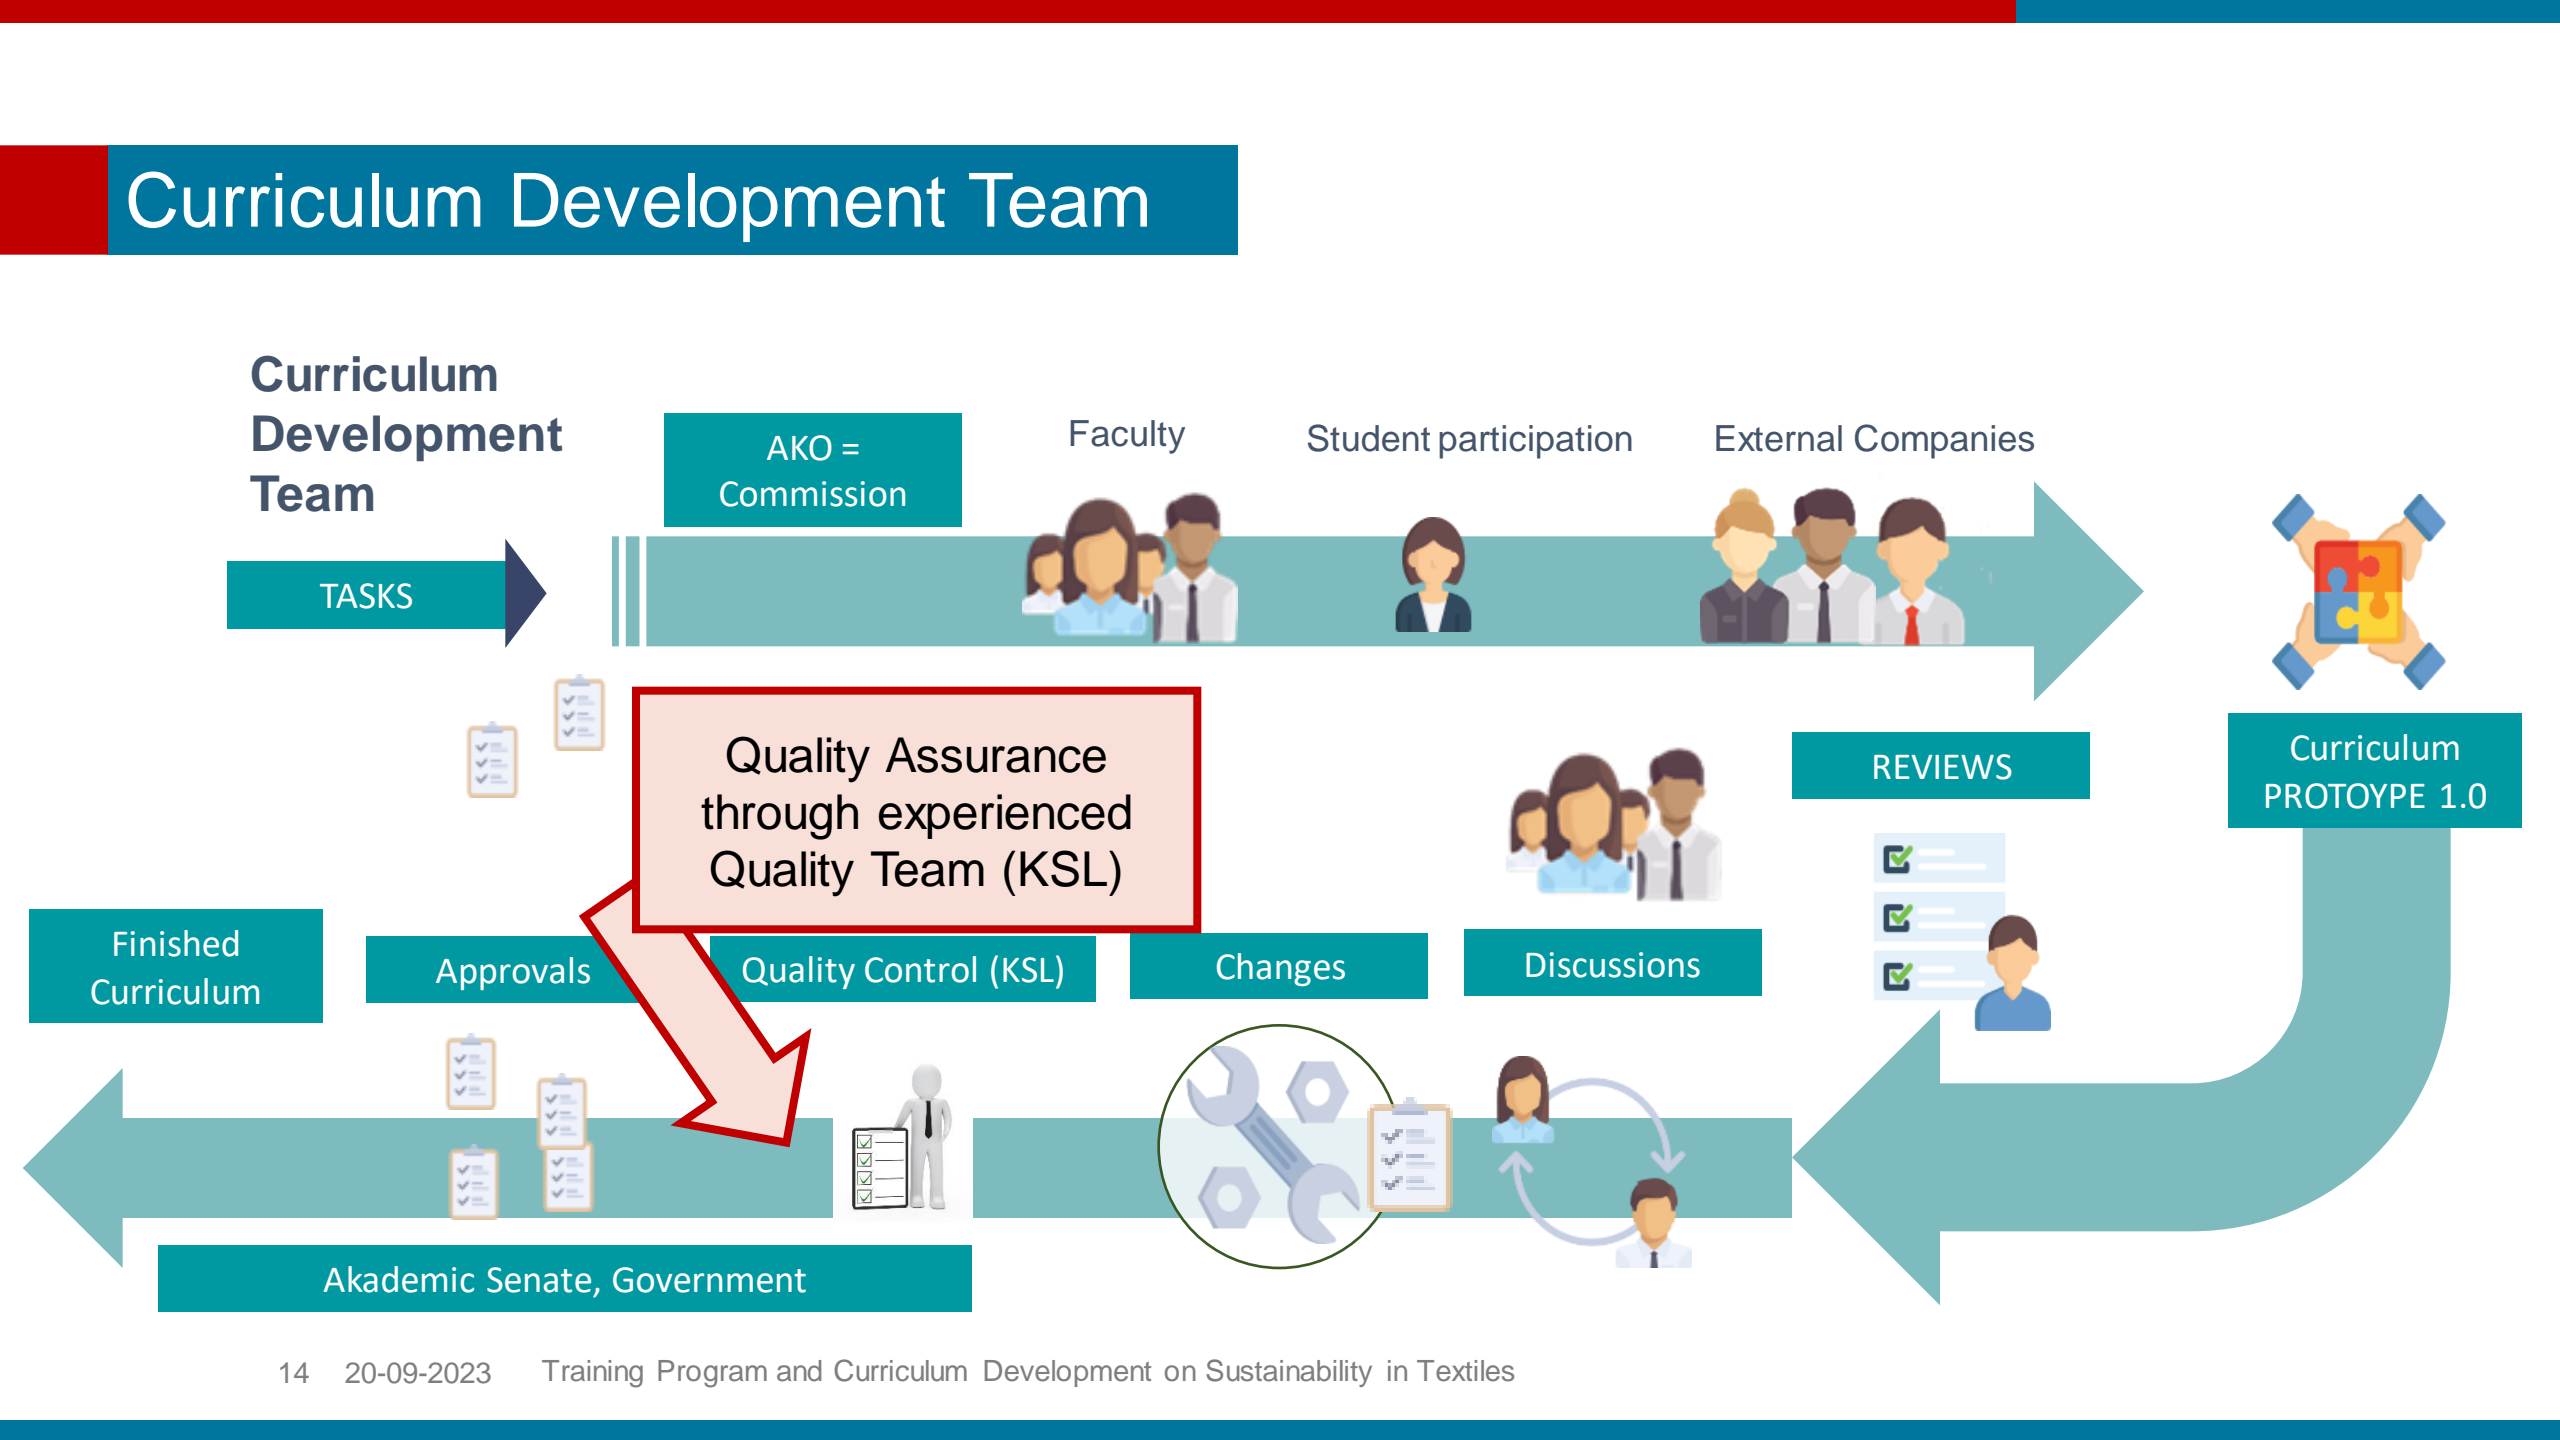 Curriculum Development Team
Curriculum
Development
Team
TASKS
AKO =
Commission
Faculty
Student participation
External Companies
Curriculum
PROTOYPE 1.0
REVIEWS
Quality Assurance
through experienced
Quality Team (KSL)
Finished
Curriculum
Approvals
Quality Control (KSL)
Changes
Discussions
Akademic Senate, Government
14
20-09-2023
Training Program and Curriculum Development on Sustainability in Textiles